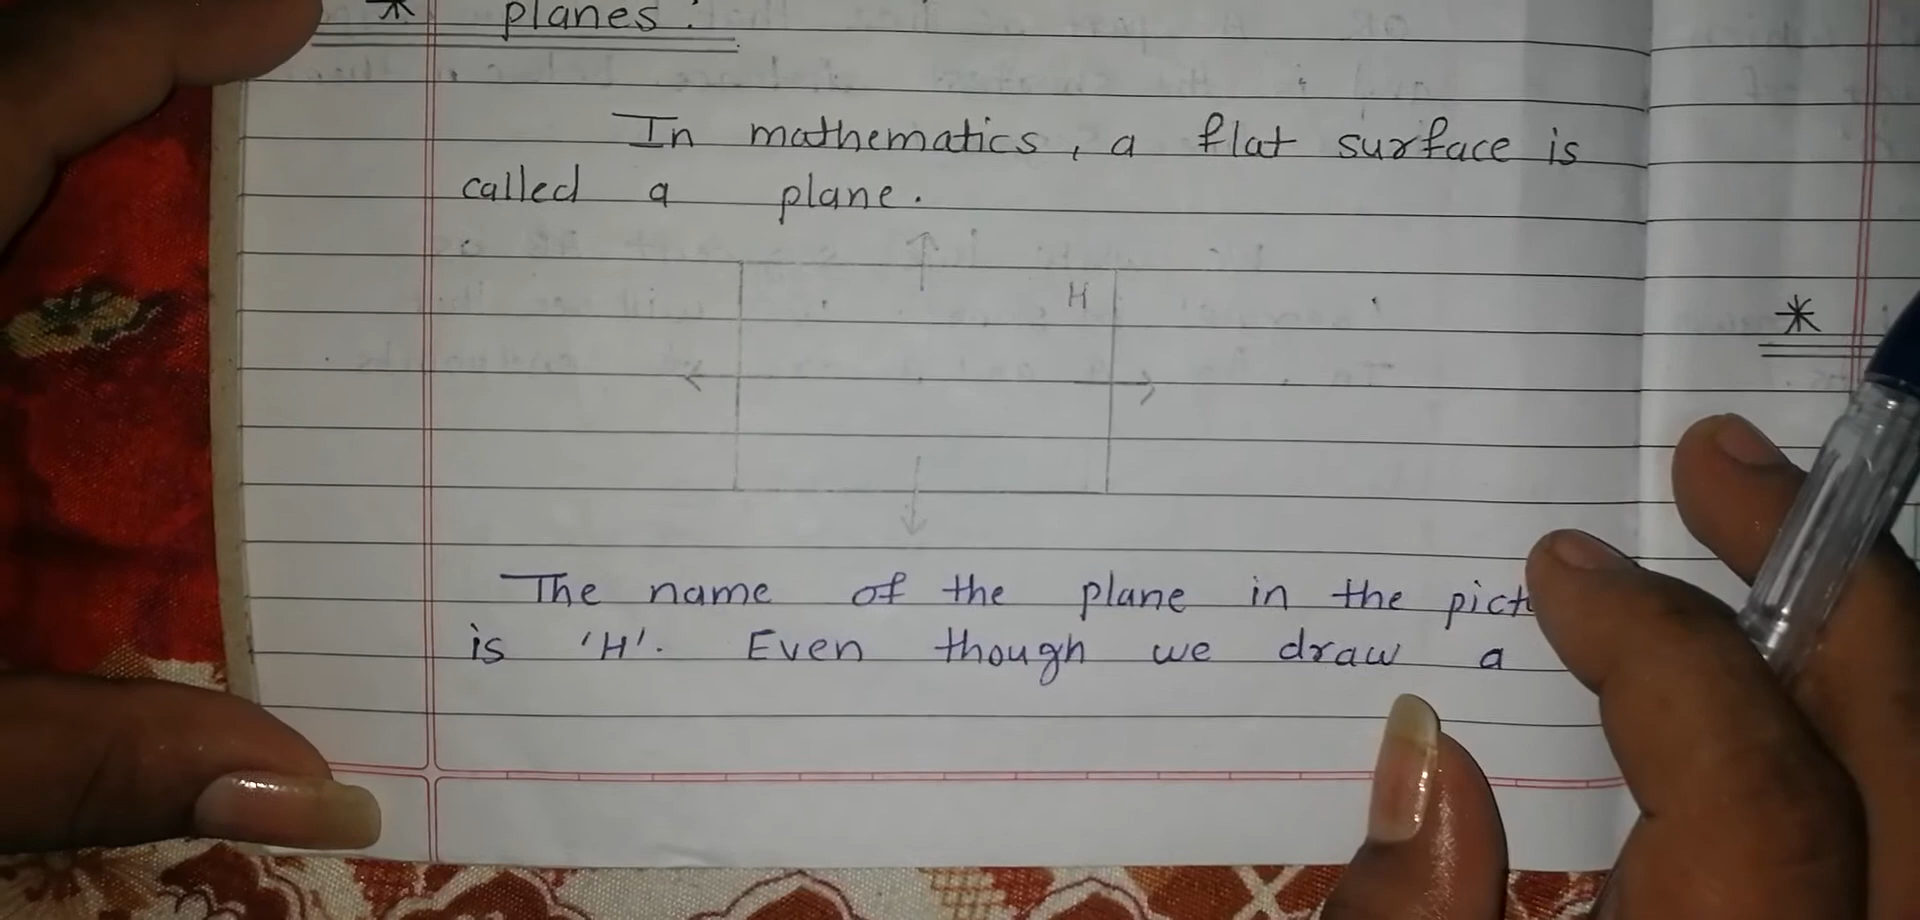 * planes :
In mathematics, a flat surface is
called a plane.
H
*
The name of the plane in the
is 'H'. Even though we draw a